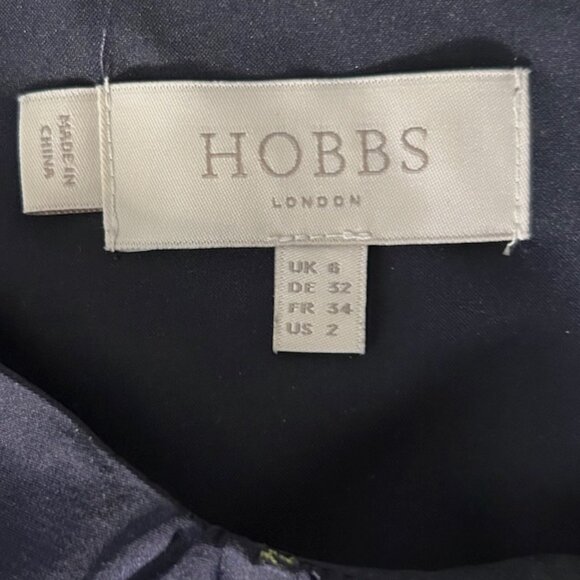 MADE IN
CHINA
HOBBS
LONDON
UK 6
DE 32
FR 34
US 2